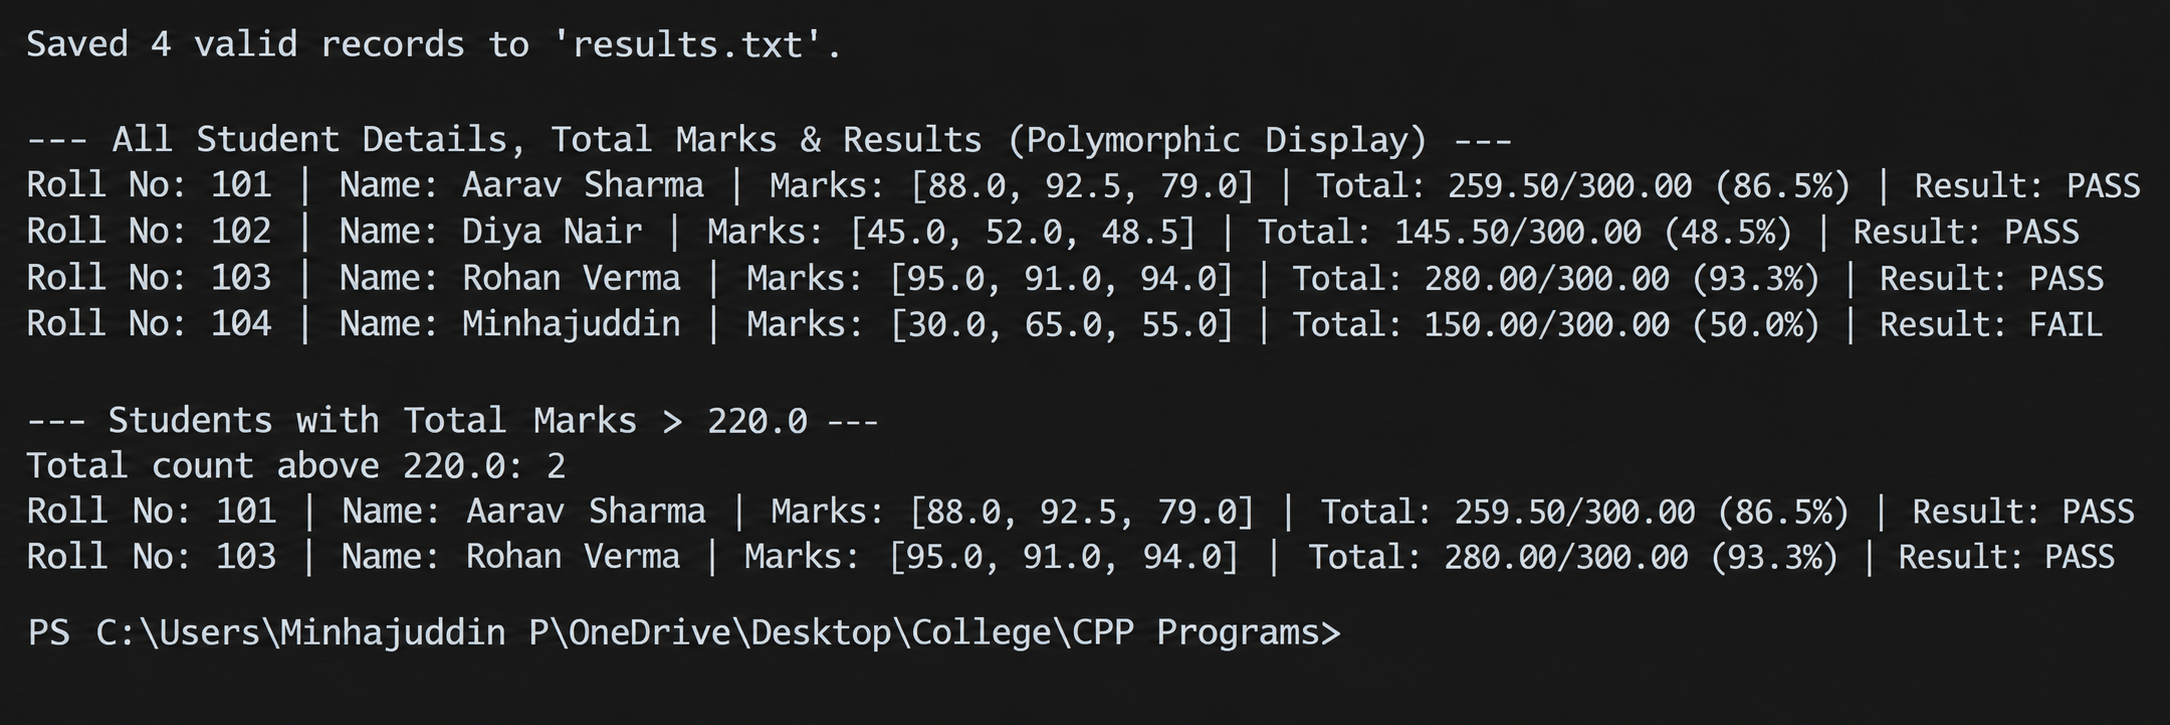 Saved 4 valid records to 'results.txt'.
--- All Student Details, Total Marks & Results (Polymorphic Display) ---
Roll No: 101 | Name: Aarav Sharma | Marks: [88.0, 92.5, 79.0] | Total: 259.50/300.00 (86.5%) | Result: PASS
Roll No: 102 | Name: Diya Nair | Marks: [45.0, 52.0, 48.5] | Total: 145.50/300.00 (48.5%) | Result: PASS
Roll No: 103 | Name: Rohan Verma | Marks: [95.0, 91.0, 94.0] | Total: 280.00/300.00 (93.3%) | Result: PASS
Roll No: 104 | Name: Minhajuddin | Marks: [30.0, 65.0, 55.0] | Total: 150.00/300.00 (50.0%) | Result: FAIL
--- Students with Total Marks > 220.0 ---
Total count above 220.0: 2
Roll No: 101 | Name: Aarav Sharma | Marks: [88.0, 92.5, 79.0] | Total: 259.50/300.00 (86.5%) | Result: PASS
Roll No: 103 | Name: Rohan Verma | Marks: [95.0, 91.0, 94.0] | Total: 280.00/300.00 (93.3%) | Result: PASS
PS C:\Users\Minhajuddin P\OneDrive\Desktop\College\CPP Programs>